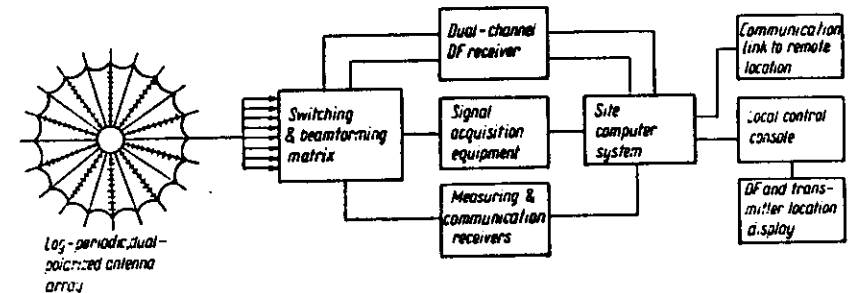 Log-periodic, dual-
polarized antenna
array
Switching
& beamforming
matrix
Dual-channel
DF receiver
Signal
acquisition
equipment
Measuring &
communication
receivers
Site
computer
system
Communication
link to remote
location
Local control
console
DF and trans-
mitter location
display